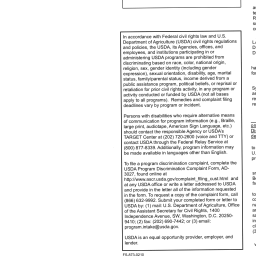 In accordance with Federal civil rights law and U.S.
Department of Agriculture (USDA) civil rights regulations
and policies, the USDA, its Agencies, offices, and
employees, and institutions participating in or
administering USDA programs are prohibited from
discriminating based on race, color, national origin,
religion, sex, gender identity (including gender
expression), sexual orientation, disability, age, marital
status, family/parental status, income derived from a
public assistance program, political beliefs, or reprisal or
retaliation for prior civil rights activity, in any program or
activity conducted or funded by USDA (not all bases
apply to all programs). Remedies and complaint filing
deadlines vary by program or incident.
Persons with disabilities who require alternative means
of communication for program information (e.g., Braille,
large print, audiotape, American Sign Language, etc.)
should contact the responsible Agency or USDA's
TARGET Center at (202) 720-2600 (voice and TTY) or
contact USDA through the Federal Relay Service at
(800) 877-8339. Additionally, program information may
be made available in languages other than English.
To file a program discrimination complaint, complete the
USDA Program Discrimination Complaint Form, AD-
3027, found online at
http://www.ascr.usda.gov/complaint_filing_cust.html and
at any USDA office or write a letter addressed to USDA
and provide in the letter all of the information requested
in the form. To request a copy of the complaint form, call
(866) 632-9992. Submit your completed form or letter to
USDA by: (1) mail: U.S. Department of Agriculture, Office
of the Assistant Secretary for Civil Rights, 1400
Independence Avenue, SW, Washington, D.C. 20250-
9410; (2) fax: (202) 690-7442; or (3) email:
program.intake@usda.gov.
USDA is an equal opportunity provider, employer, and
lender.